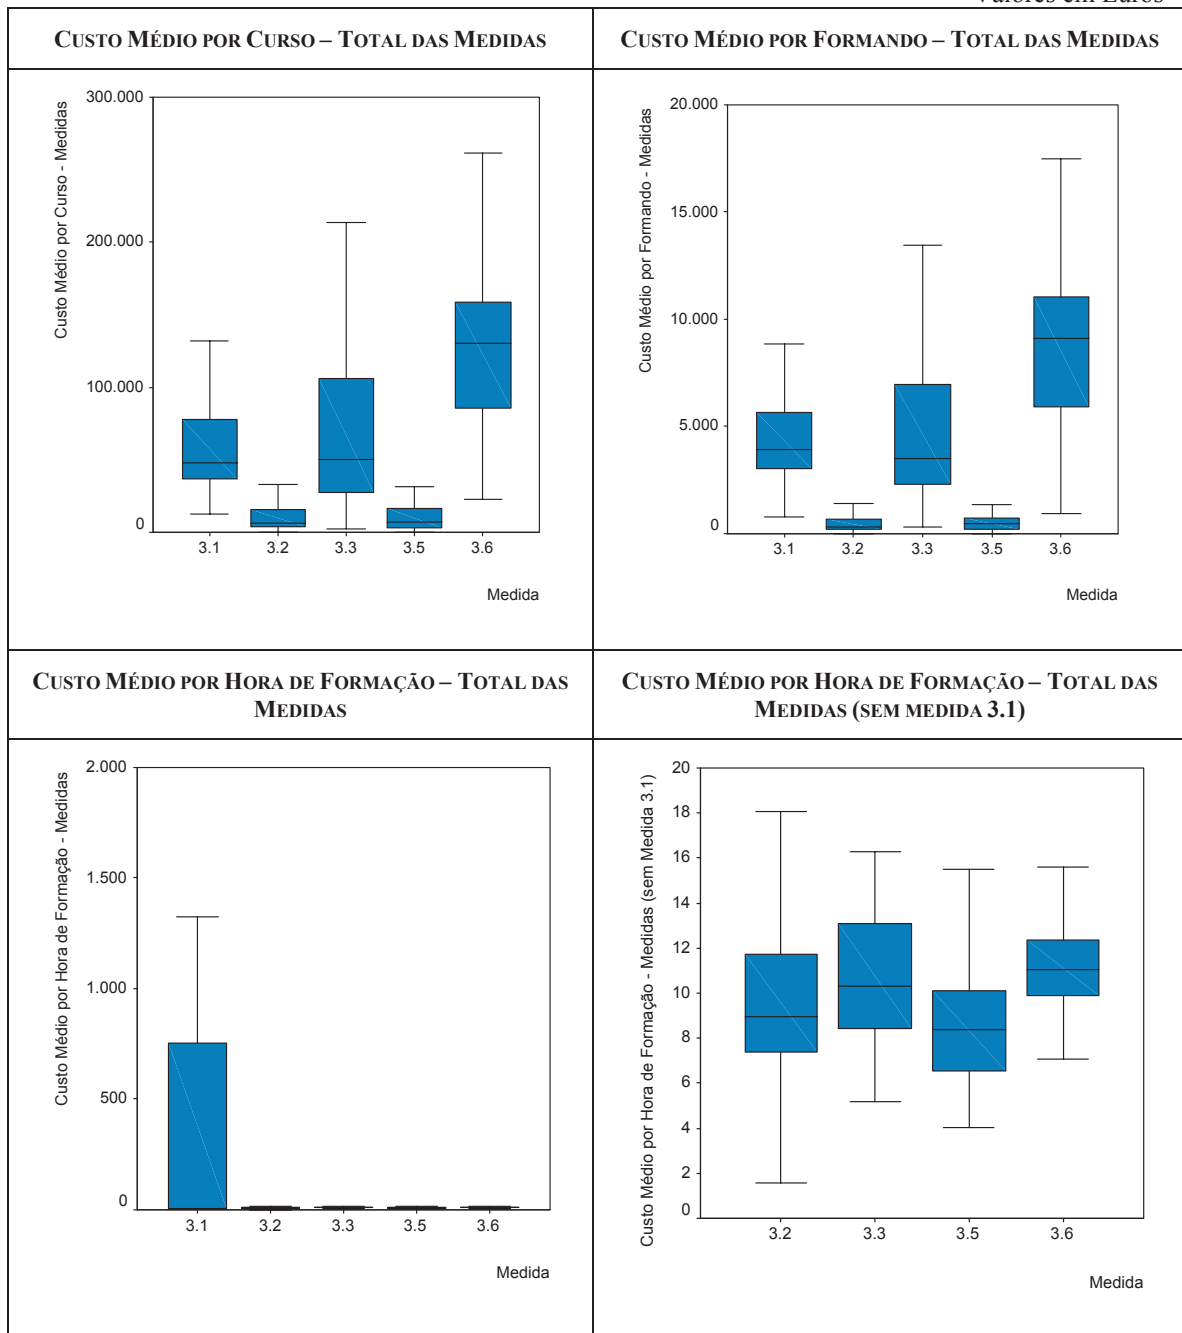 Valores em Euros
CUSTO MÉDIO POR CURSO – TOTAL DAS MEDIDAS
CUSTO MÉDIO POR FORMANDO – TOTAL DAS MEDIDAS
Custo Médio por Curso - Medidas
300.000
200.000
100.000
0
3.1 3.2 3.3 3.5 3.6
Medida
Custo Médio por Formando - Medidas
20.000
15.000
10.000
5.000
0
3.1 3.2 3.3 3.5 3.6
Medida
CUSTO MÉDIO POR HORA DE FORMAÇÃO – TOTAL DAS
MEDIDAS
CUSTO MÉDIO POR HORA DE FORMAÇÃO – TOTAL DAS
MEDIDAS (SEM MEDIDA 3.1)
Custo Médio por Hora de Formação - Medidas
2.000
1.500
1.000
500
0
3.1 3.2 3.3 3.5 3.6
Medida
Custo Médio por Hora de Formação - Medidas (sem Medida 3.1)
20
18
16
14
12
10
8
6
4
2
0
3.2 3.3 3.5 3.6
Medida